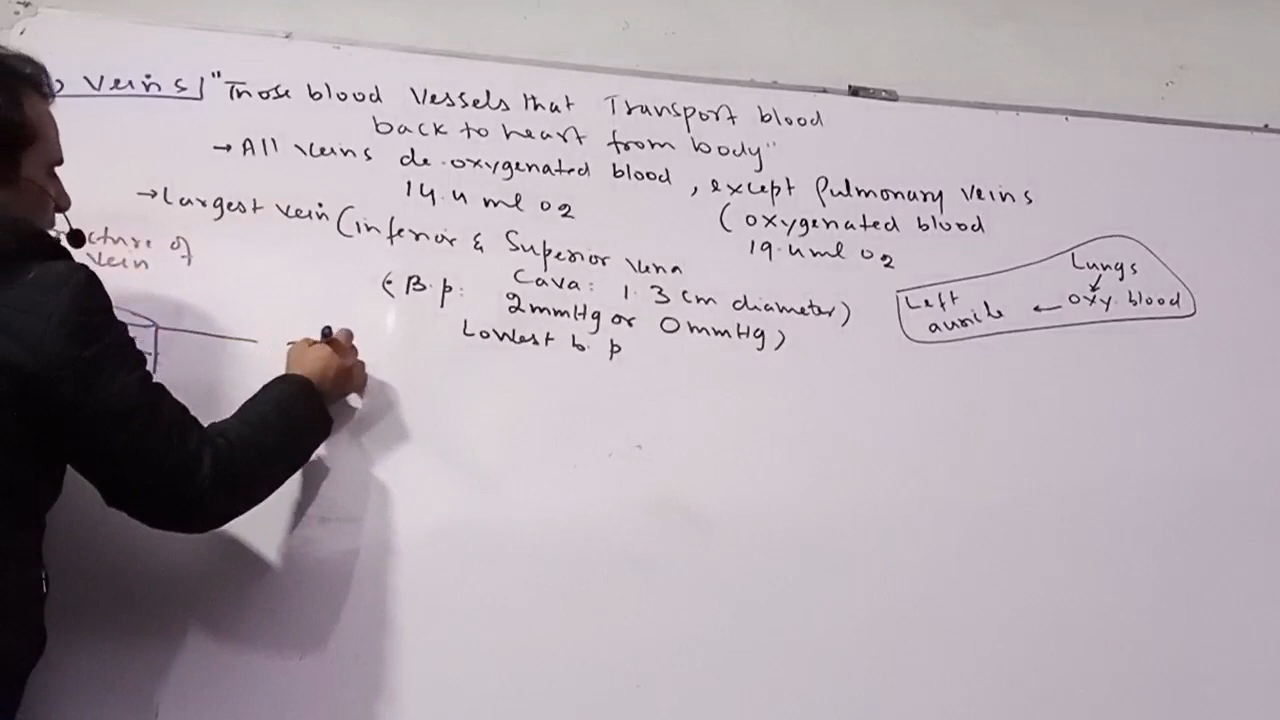 Veins "Those blood Vessels that Transport blood
back to heart from body"
→ All Veins de-oxygenated blood, except Pulmonary Veins
14.4 ml O2 (oxygenated blood
19.4 ml O2
→ Largest vein (inferior & Superior vena
Cava: 1.3 cm diameter)
(B.p: 2mmHg or 0mmHg)
Lowest b.p
cture of
vein
Lungs
Left ← oxy. blood
auricle